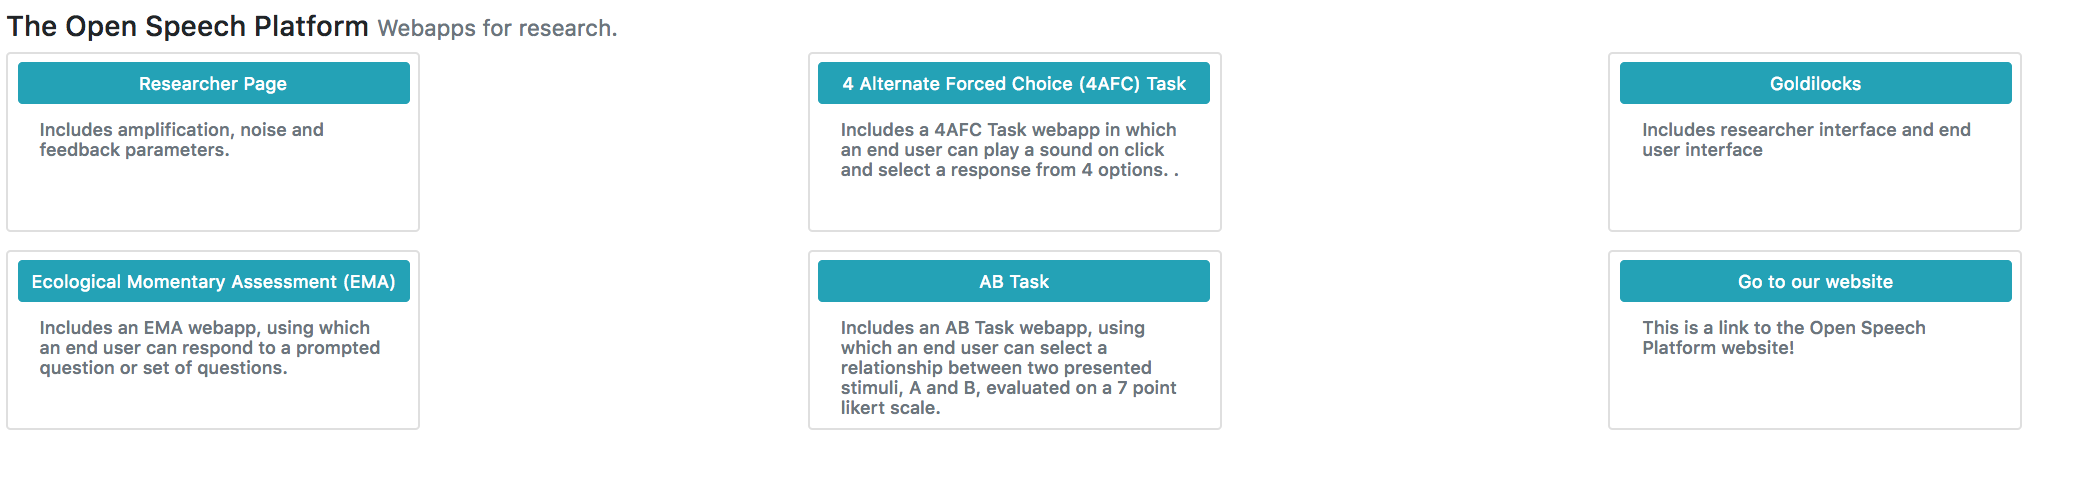 The Open Speech Platform Webapps for research.
Researcher Page
Includes amplification, noise and
feedback parameters.
4 Alternate Forced Choice (4AFC) Task
Includes a 4AFC Task webapp in which
an end user can play a sound on click
and select a response from 4 options. .
Goldilocks
Includes researcher interface and end
user interface
Ecological Momentary Assessment (EMA)
Includes an EMA webapp, using which
an end user can respond to a prompted
question or set of questions.
AB Task
Includes an AB Task webapp, using
which an end user can select a
relationship between two presented
stimuli, A and B, evaluated on a 7 point
likert scale.
Go to our website
This is a link to the Open Speech
Platform website!